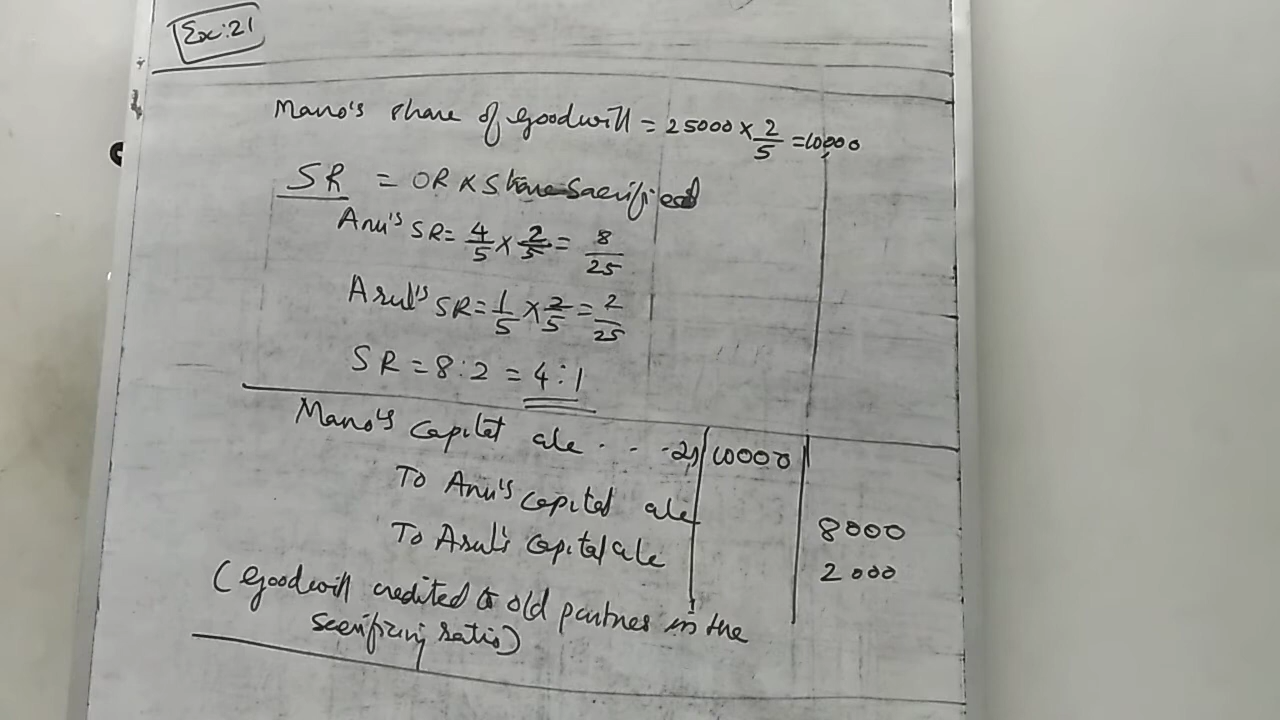 Ex:21
Mano's share of goodwill = 25000 × 2/5 = 10,000
SR = OR × Share Sacrificed
Anu's SR = 4/5 × 2/5 = 8/25
Arul's SR = 1/5 × 2/5 = 2/25
SR = 8:2 = 4:1
Mano's capital a/c . . . Dr 10000
To Anu's capital a/c 8000
To Arul's capital a/c 2000
(Goodwill credited to old partners in the
sacrificing ratio)